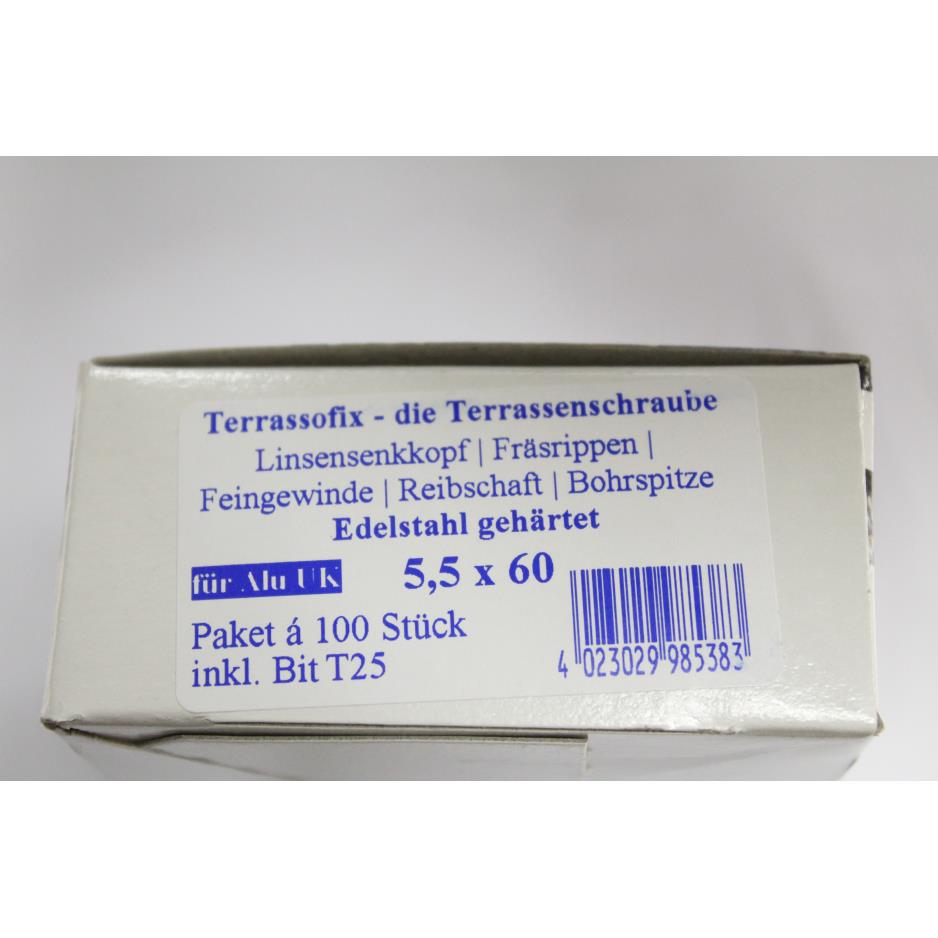 Terrassofix - die Terrassenschraube
Linsensenkkopf | Fräsrippen |
Feingewinde | Reibschaft | Bohrspitze
Edelstahl gehärtet
für Alu UK 5,5 x 60
Paket á 100 Stück
inkl. Bit T25
4 023029 985383